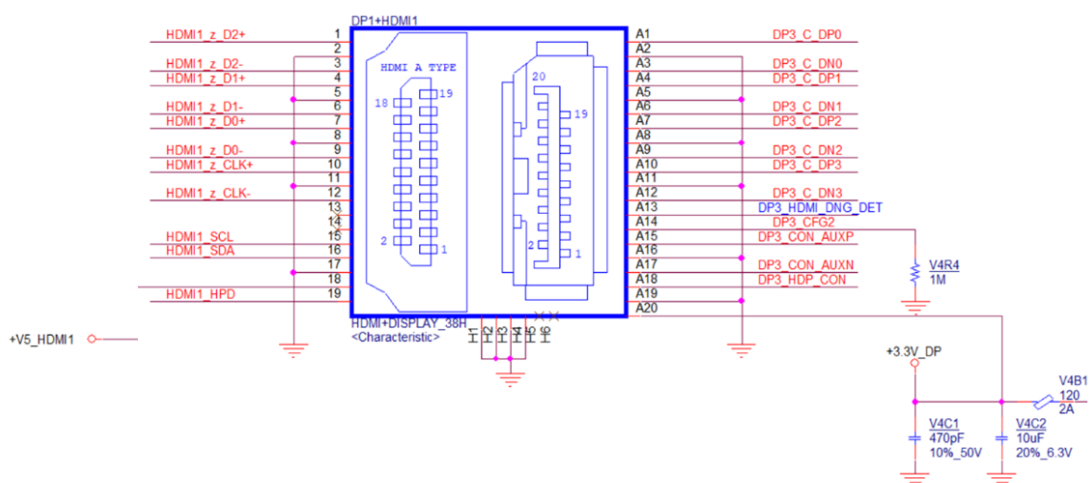 DP1+HDMI1
HDMI1_z_D2+ 1
2
HDMI1_z_D2- 3
HDMI1_z_D1+ 4
5
HDMI1_z_D1- 6
HDMI1_z_D0+ 7
8
HDMI1_z_D0- 9
HDMI1_z_CLK+ 10
11
HDMI1_z_CLK- 12
13
14
HDMI1_SCL 15
HDMI1_SDA 16
17
18
HDMI1_HPD 19
HDMI A TYPE
19
18
2
1
20
19
2
1
A1 DP3_C_DP0
A2
A3 DP3_C_DN0
A4 DP3_C_DP1
A5
A6 DP3_C_DN1
A7 DP3_C_DP2
A8
A9 DP3_C_DN2
A10 DP3_C_DP3
A11
A12 DP3_C_DN3
A13 DP3_HDMI_DNG_DET
A14 DP3_CFG2
A15 DP3_CON_AUXP
A16
A17 DP3_CON_AUXN
A18 DP3_HDP_CON
A19
A20
V4R4
1M
HDMI+DISPLAY_38H
<Characteristic>
H1
H2
H3
H4
H5
H6
+V5_HDMI1
+3.3V_DP
V4B1
120
2A
V4C1
470pF
10%_50V
V4C2
10uF
20%_6.3V